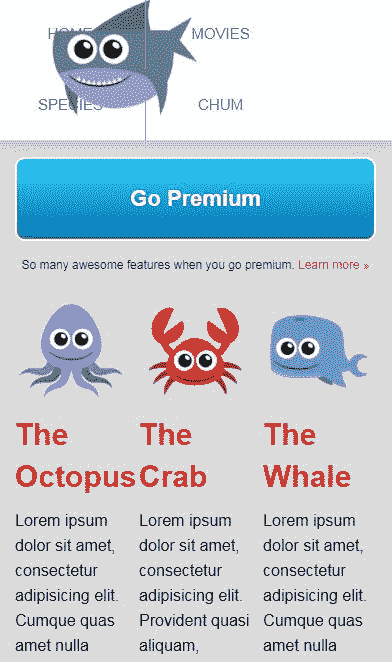 HOME MOVIES
SPECIES CHUM
Go Premium
So many awesome features when you go premium. Learn more »
The Octopus
The Crab
The Whale
Lorem ipsum
dolor sit amet,
consectetur
adipisicing elit.
Cumque quas
amet nulla
Lorem ipsum
dolor sit amet,
consectetur
adipisicing elit.
Provident quasi
aliquam,
Lorem ipsum
dolor sit amet,
consectetur
adipisicing elit.
Cumque quas
amet nulla